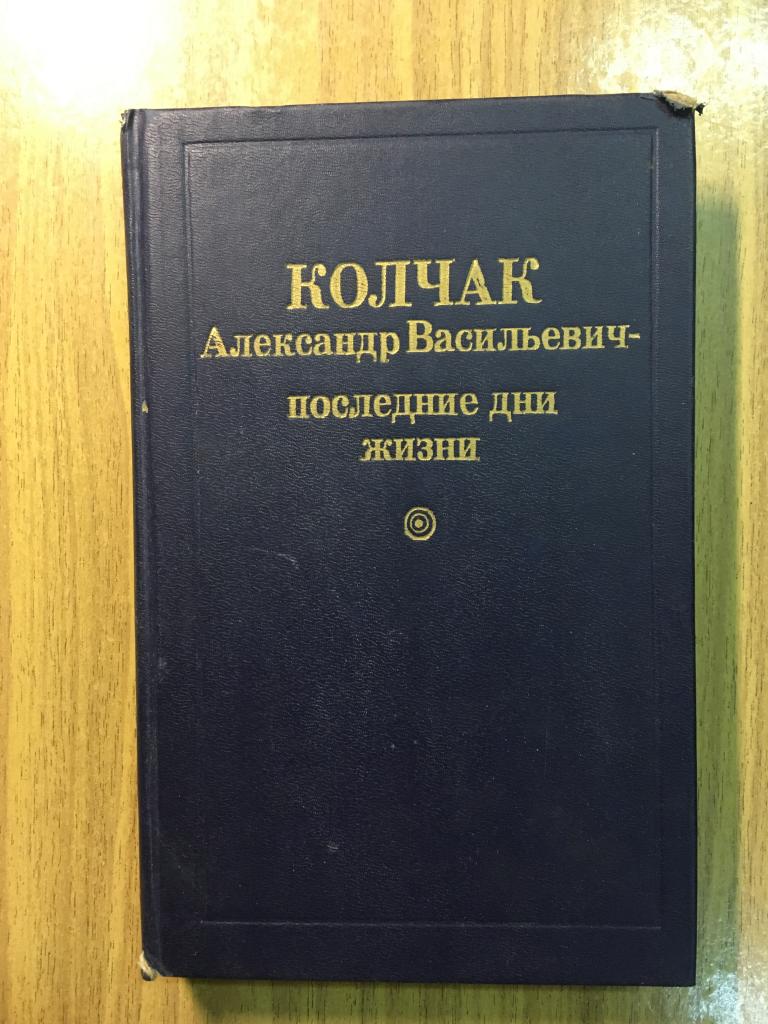 КОЛЧАК
Александр Васильевич-
последние дни
жизни